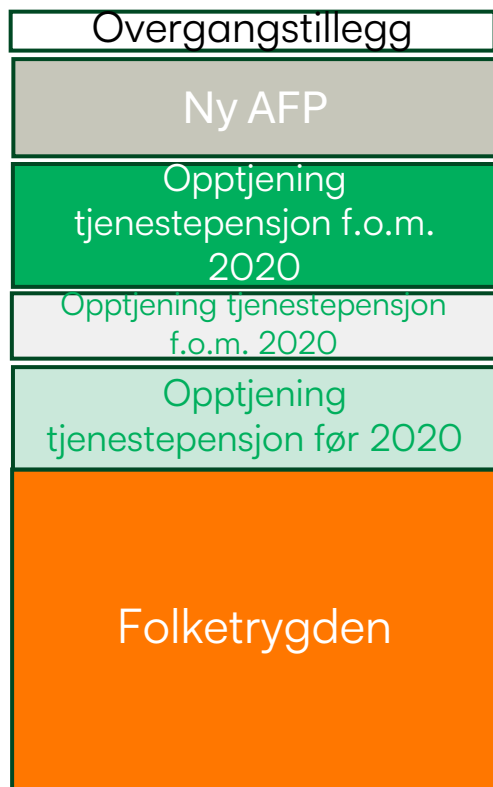 Overgangstillegg
Ny AFP
Opptjening
tjenestepensjon f.o.m.
2020
Opptjening tjenestepensjon
f.o.m. 2020
Opptjening
tjenestepensjon før 2020
Folketrygden